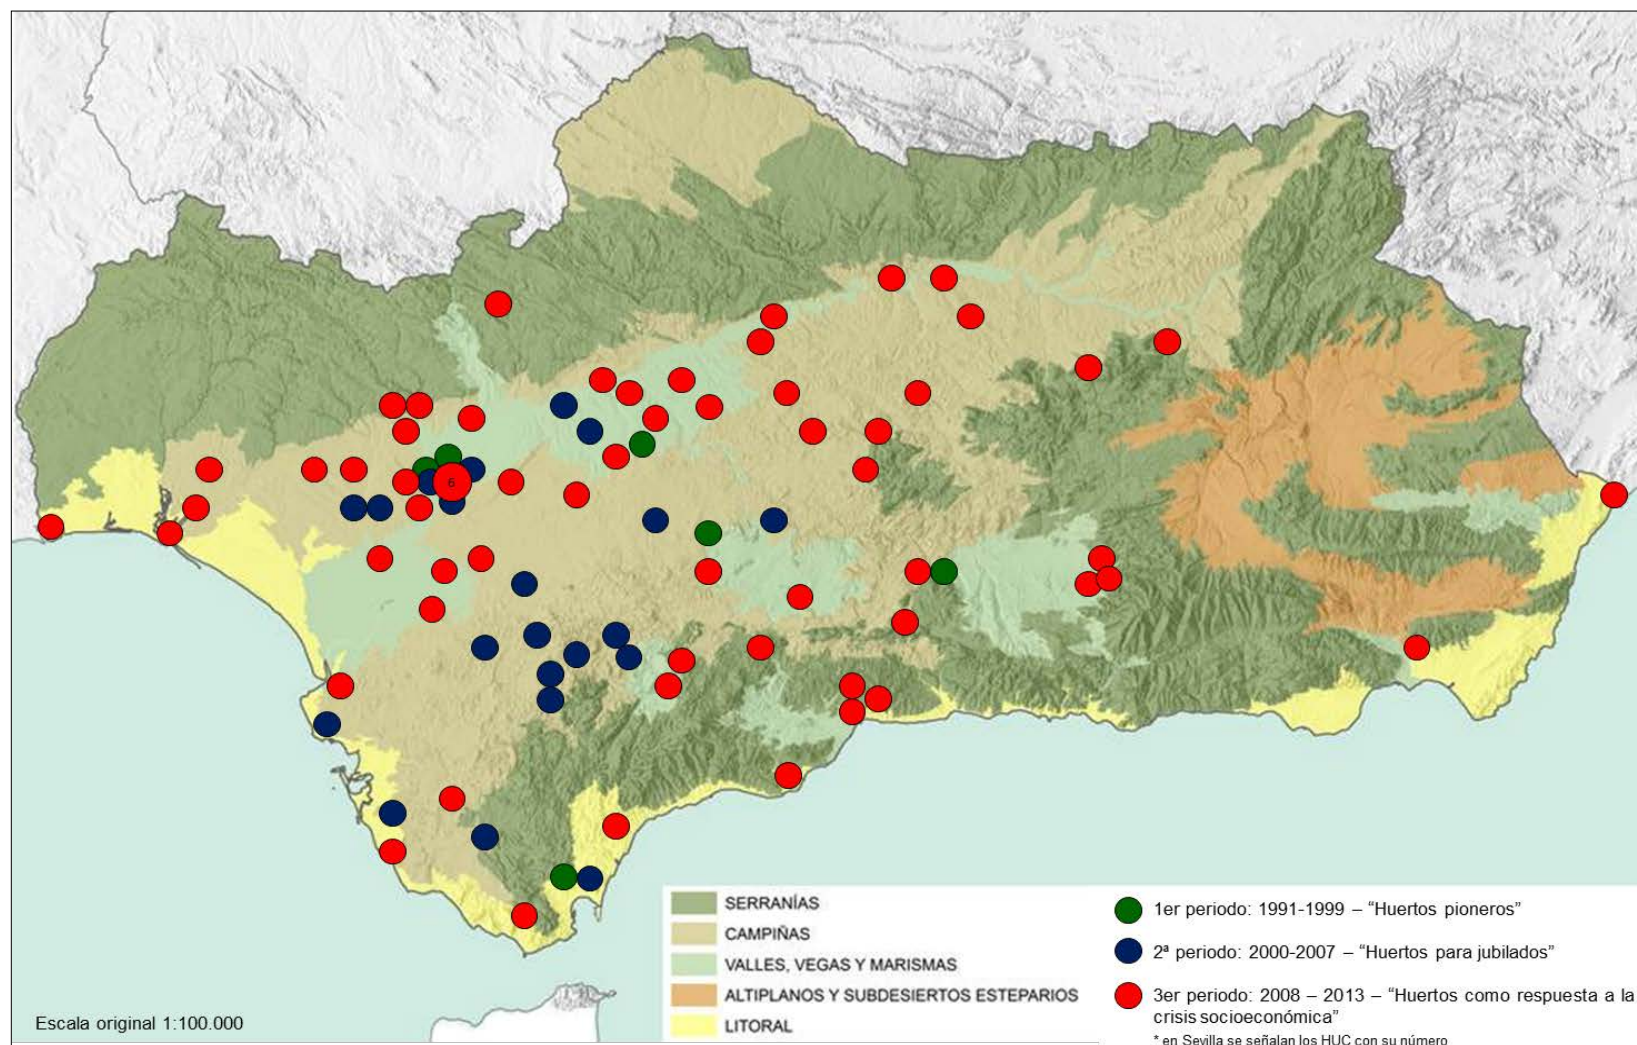 6
SERRANÍAS
CAMPIÑAS
VALLES, VEGAS Y MARISMAS
ALTIPLANOS Y SUBDESIERTOS ESTEPARIOS
LITORAL
1er periodo: 1991-1999 – “Huertos pioneros”
2ª periodo: 2000-2007 – “Huertos para jubilados”
3er periodo: 2008 – 2013 – “Huertos como respuesta a la
crisis socioeconómica”
* en Sevilla se señalan los HUC con su número
Escala original 1:100.000